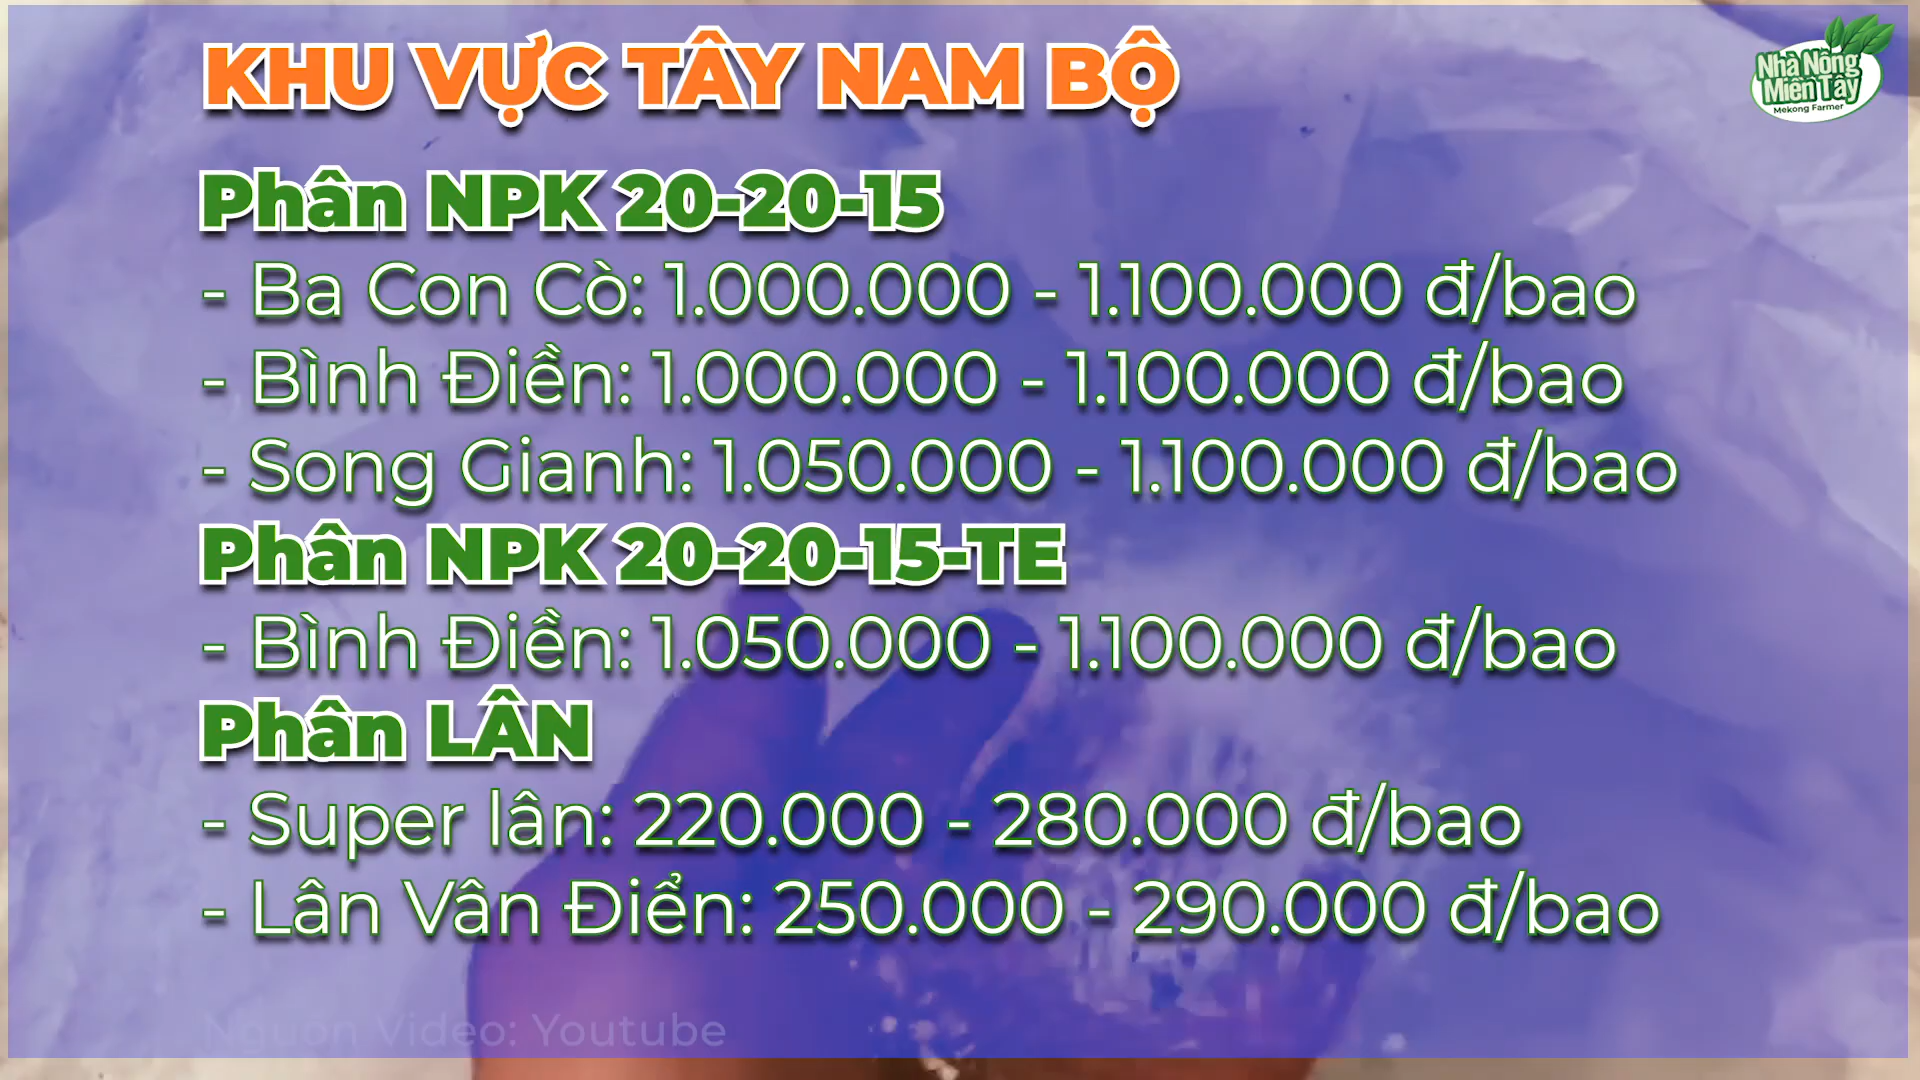 KHU VỰC TÂY NAM BỘ
Nhà Nông
Miền Tây
Mekong Farmer
Phân NPK 20-20-15
- Ba Con Cò: 1.000.000 - 1.100.000 đ/bao
- Bình Điền: 1.000.000 - 1.100.000 đ/bao
- Song Gianh: 1.050.000 - 1.100.000 đ/bao
Phân NPK 20-20-15-TE
- Bình Điền: 1.050.000 - 1.100.000 đ/bao
Phân LÂN
- Super lân: 220.000 - 280.000 đ/bao
- Lân Vân Điển: 250.000 - 290.000 đ/bao
Nguồn Video: Youtube